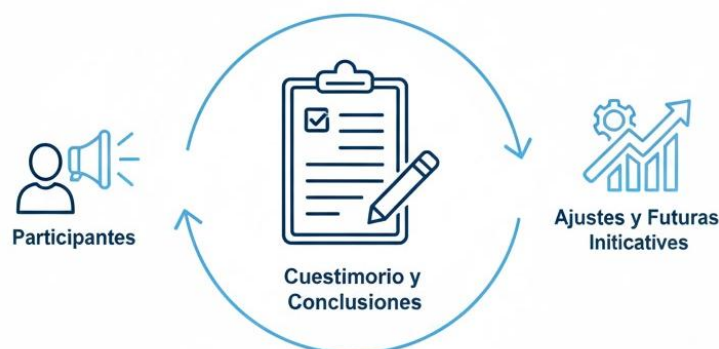 Participantes
Cuestimorio y
Conclusiones
Ajustes y Futuras
Initicatives